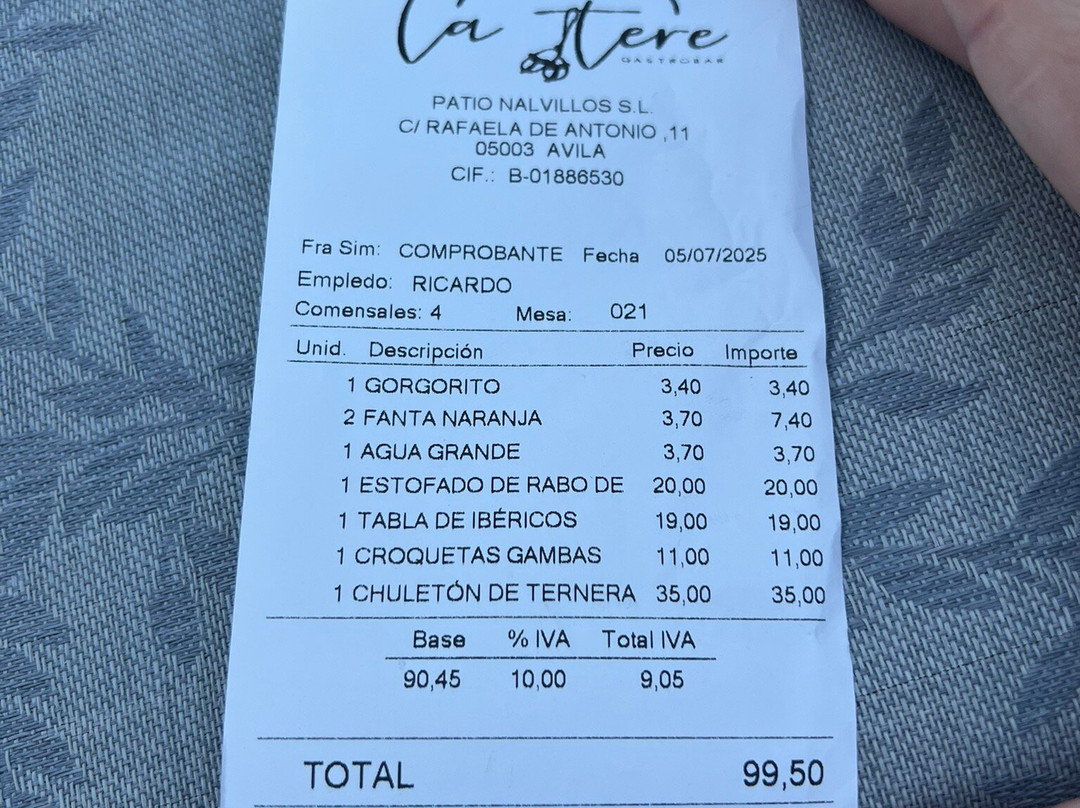 GASTROBAR
PATIO NALVILLOS S.L.
C/ RAFAELA DE ANTONIO ,11
05003 AVILA
CIF.: B-01886530
Fra Sim: COMPROBANTE Fecha 05/07/2025
Empledo: RICARDO
Comensales: 4 Mesa: 021
Unid. Descripción Precio Importe
1 GORGORITO 3,40 3,40
2 FANTA NARANJA 3,70 7,40
1 AGUA GRANDE 3,70 3,70
1 ESTOFADO DE RABO DE 20,00 20,00
1 TABLA DE IBÉRICOS 19,00 19,00
1 CROQUETAS GAMBAS 11,00 11,00
1 CHULETÓN DE TERNERA 35,00 35,00
Base % IVA Total IVA
90,45 10,00 9,05
TOTAL 99,50